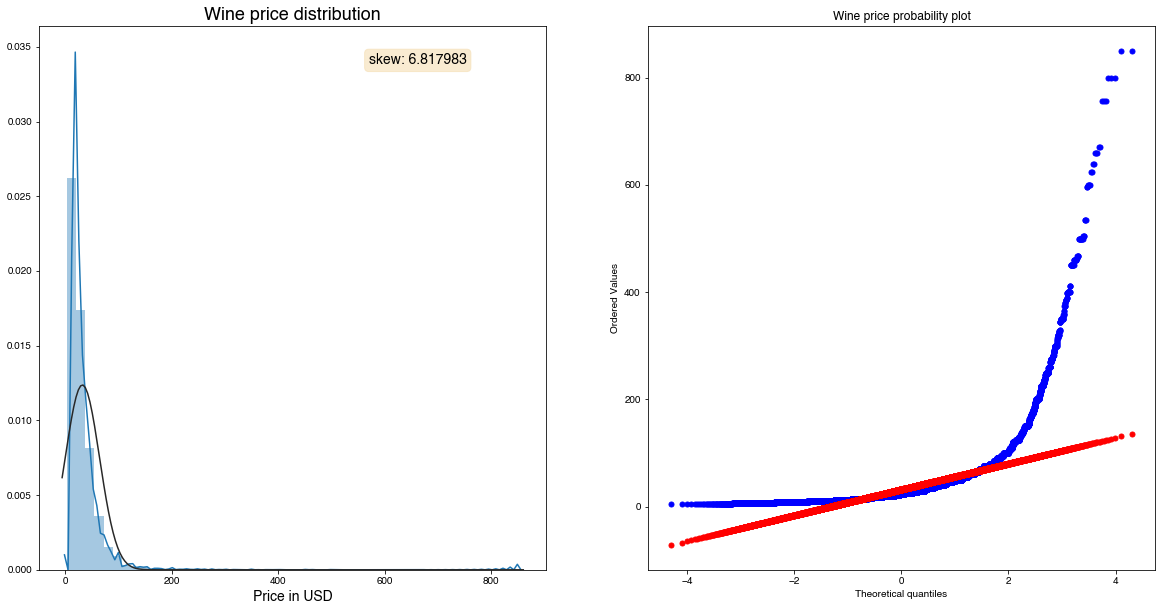 Wine price distribution
0.035
0.030
0.025
0.020
0.015
0.010
0.005
0.000
skew: 6.817983
0 200 400 600 800
Price in USD
Wine price probability plot
Ordered Values
800
600
400
200
0
−4 −2 0 2 4
Theoretical quantiles